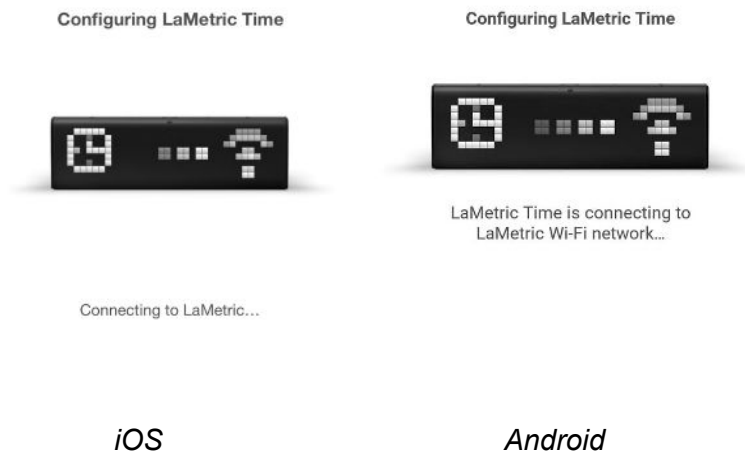 Configuring LaMetric Time
Connecting to LaMetric...
iOS
Configuring LaMetric Time
LaMetric Time is connecting to
LaMetric Wi-Fi network...
Android